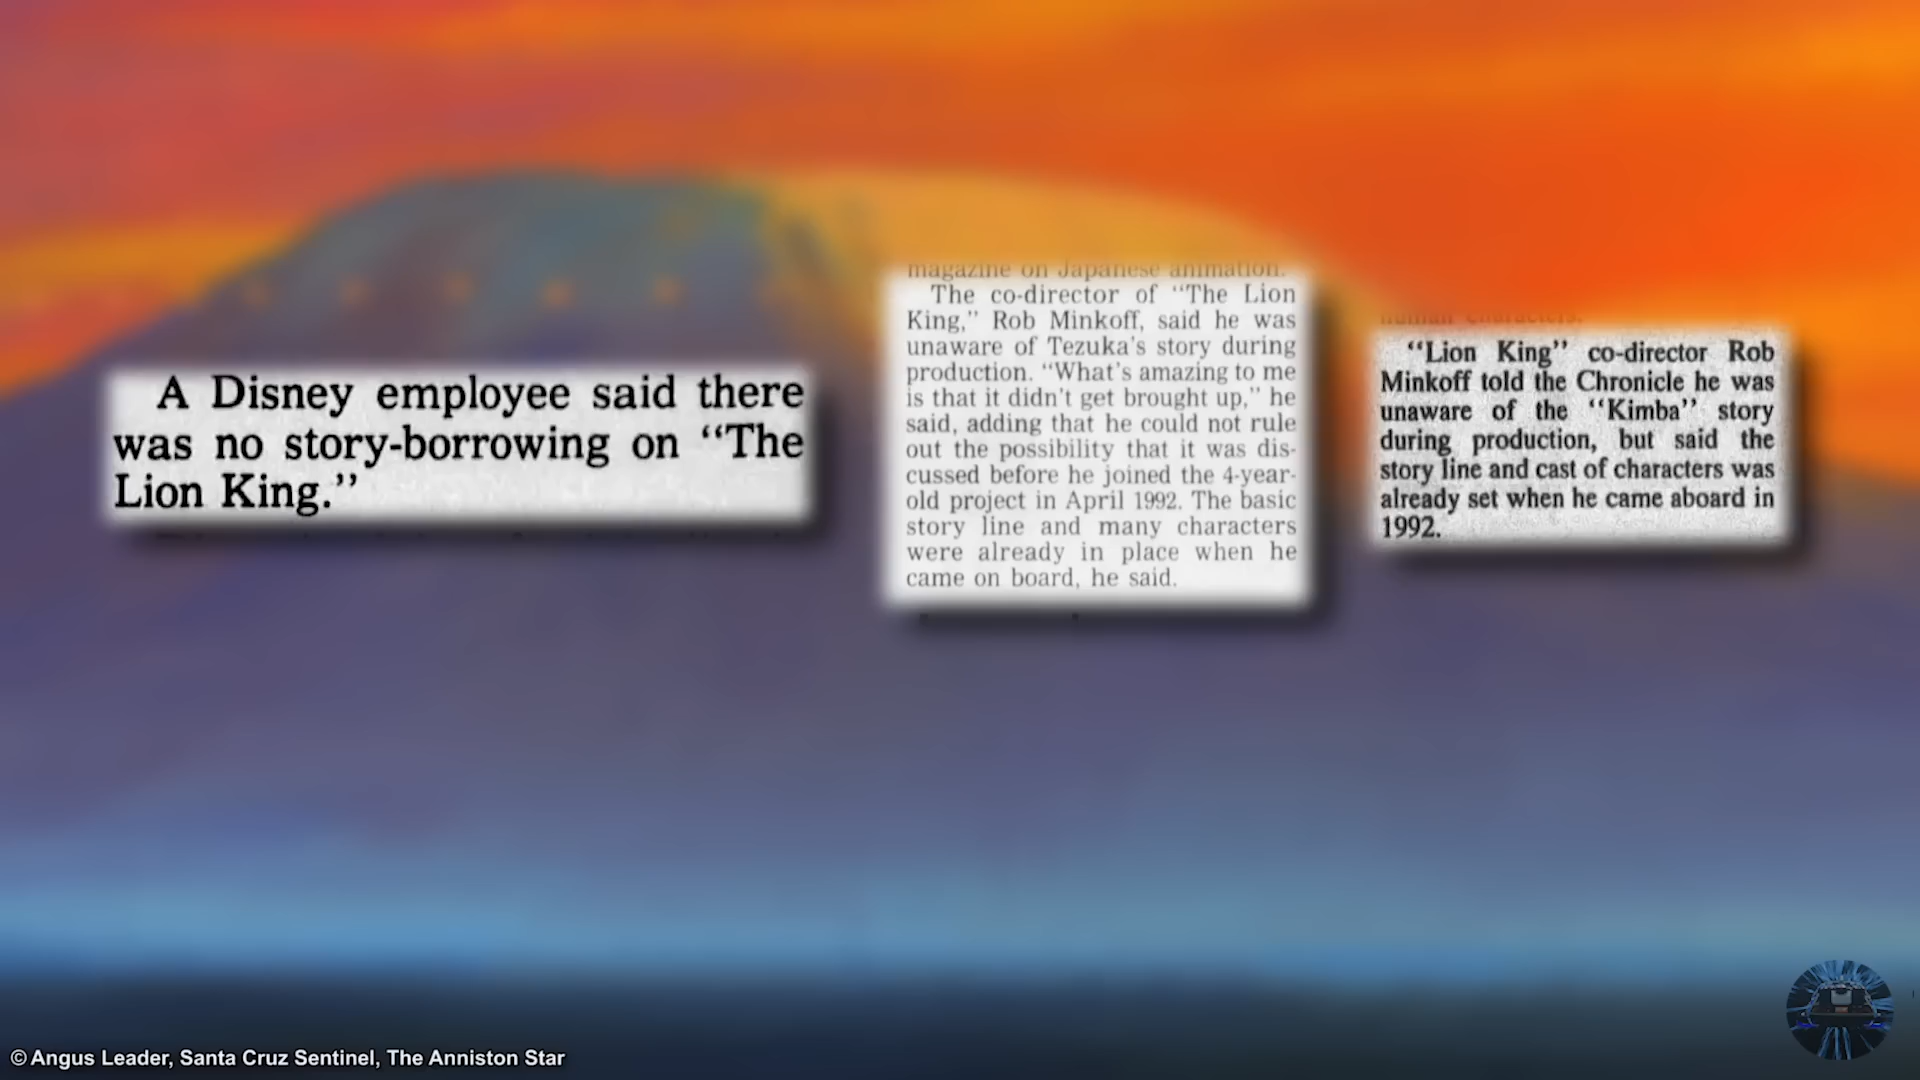 A Disney employee said there
was no story-borrowing on “The
Lion King.”
magazine on Japanese animation.
The co-director of “The Lion
King,” Rob Minkoff, said he was
unaware of Tezuka's story during
production. “What's amazing to me
is that it didn't get brought up,” he
said, adding that he could not rule
out the possibility that it was dis-
cussed before he joined the 4-year-
old project in April 1992. The basic
story line and many characters
were already in place when he
came on board, he said.
human characters.
“Lion King” co-director Rob
Minkoff told the Chronicle he was
unaware of the “Kimba” story
during production, but said the
story line and cast of characters was
already set when he came aboard in
1992.
© Angus Leader, Santa Cruz Sentinel, The Anniston Star